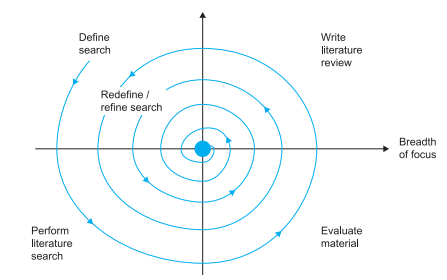 Define
search
Write
literature
review
Redefine /
refine search
Breadth
of focus
Perform
literature
search
Evaluate
material